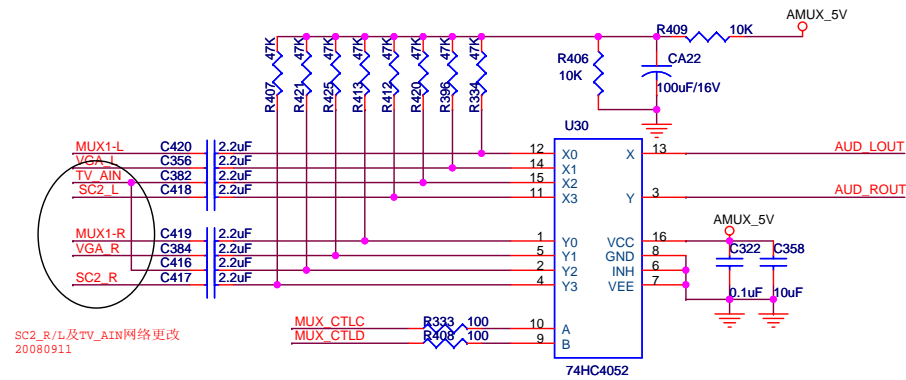 AMUX_5V
R409
10K
47K 47K 47K 47K 47K 47K 47K 47K
R407 R421 R425 R413 R412 R420 R396 R334
R406
10K
CA22
100uF/16V
U30
MUX1-L C420 2.2uF 12 X0 X 13 AUD_LOUT
VGA_L C356 2.2uF 14 X1
TV_AIN C382 2.2uF 15 X2
SC2_L C418 2.2uF 11 X3 Y 3 AUD_ROUT
AMUX_5V
MUX1-R C419 2.2uF 1 Y0 VCC 16
VGA_R C384 2.2uF 5 Y1 GND 8 C322 C358
C416 2.2uF 2 Y2 INH 6
SC2_R C417 2.2uF 4 Y3 VEE 7 0.1uF 10uF
MUX_CTLC R333 100 10 A
MUX_CTLD R408 100 9 B
SC2_R/L及TV_AIN网络更改
20080911
74HC4052